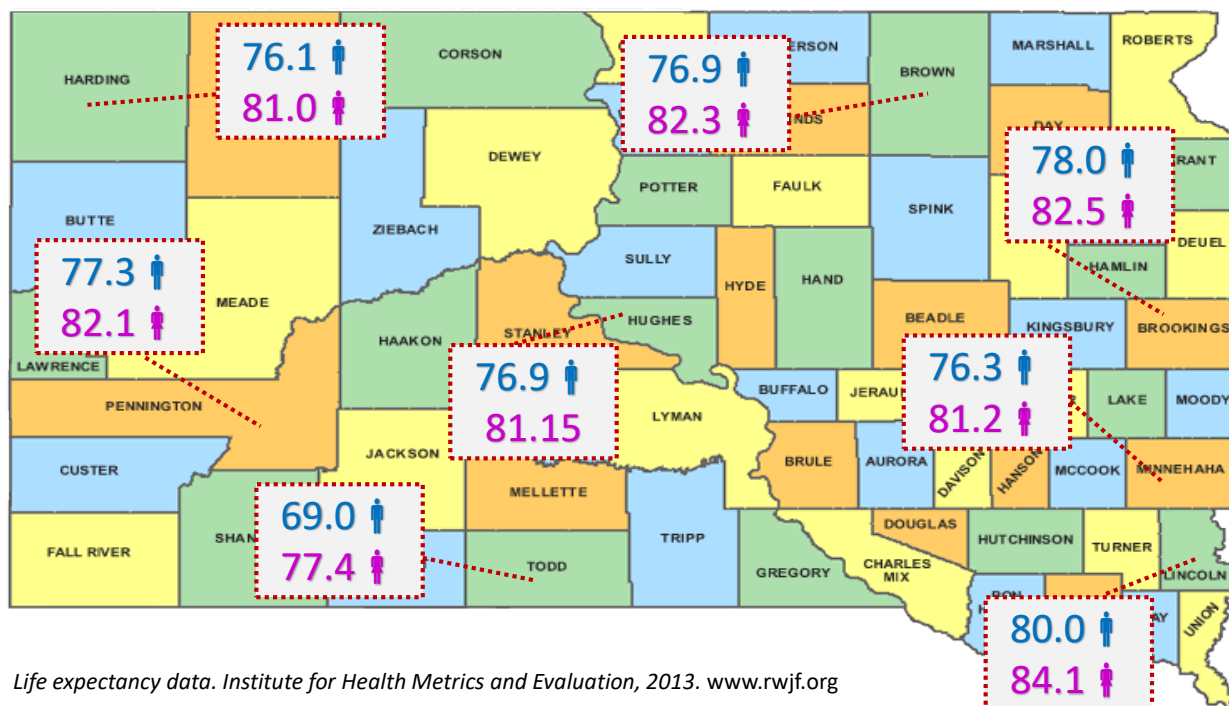 HARDING
CORSON
MARSHALL
ROBERTS
BROWN
76.1
81.0
76.9
82.3
DEWEY
POTTER
FAULK
SPINK
DAY
78.0
82.5
BUTTE
ZIEBACH
SULLY
HYDE
HAND
HAMLIN
DEUEL
77.3
82.1
MEADE
HAAKON
STANLEY
HUGHES
BEADLE
KINGSBURY
BROOKINGS
LAWRENCE
PENNINGTON
76.9
81.15
LYMAN
BUFFALO
76.3
81.2
LAKE
MOODY
CUSTER
JACKSON
MELLETTE
BRULE
AURORA
DAVISON
HANSON
MCCOOK
MINNEHAHA
FALL RIVER
SHAN
69.0
77.4
TODD
TRIPP
GREGORY
CHARLES
MIX
DOUGLAS
HUTCHINSON
TURNER
LINCOLN
UNION
80.0
84.1
Life expectancy data. Institute for Health Metrics and Evaluation, 2013. www.rwjf.org